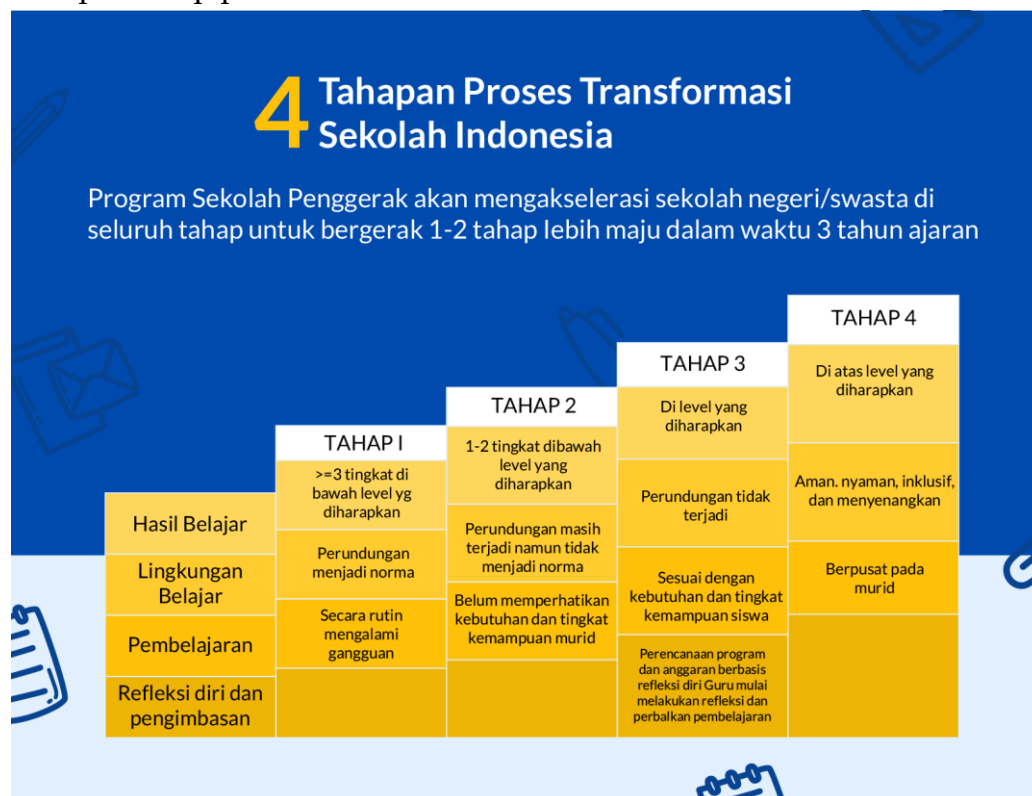 4 Tahapan Proses Transformasi
Sekolah Indonesia
Program Sekolah Penggerak akan mengakselerasi sekolah negeri/swasta di
seluruh tahap untuk bergerak 1-2 tahap lebih maju dalam waktu 3 tahun ajaran
Hasil Belajar
Lingkungan
Belajar
Pembelajaran
Refleksi diri dan
pengimbasan
TAHAP I
>=3 tingkat di
bawah level yg
diharapkan
Perundungan
menjadi norma
Secara rutin
mengalami
gangguan
TAHAP 2
1-2 tingkat dibawah
level yang
diharapkan
Perundungan masih
terjadi namun tidak
menjadi norma
Belum memperhatikan
kebutuhan dan tingkat
kemampuan murid
TAHAP 3
Di level yang
diharapkan
Perundungan tidak
terjadi
Sesuai dengan
kebutuhan dan tingkat
kemampuan siswa
Perencanaan program
dan anggaran berbasis
refleksi diri Guru mulai
melakukan refleksi dan
perbalkan pembelajaran
TAHAP 4
Di atas level yang
diharapkan
Aman. nyaman, inklusif,
dan menyenangkan
Berpusat pada
murid